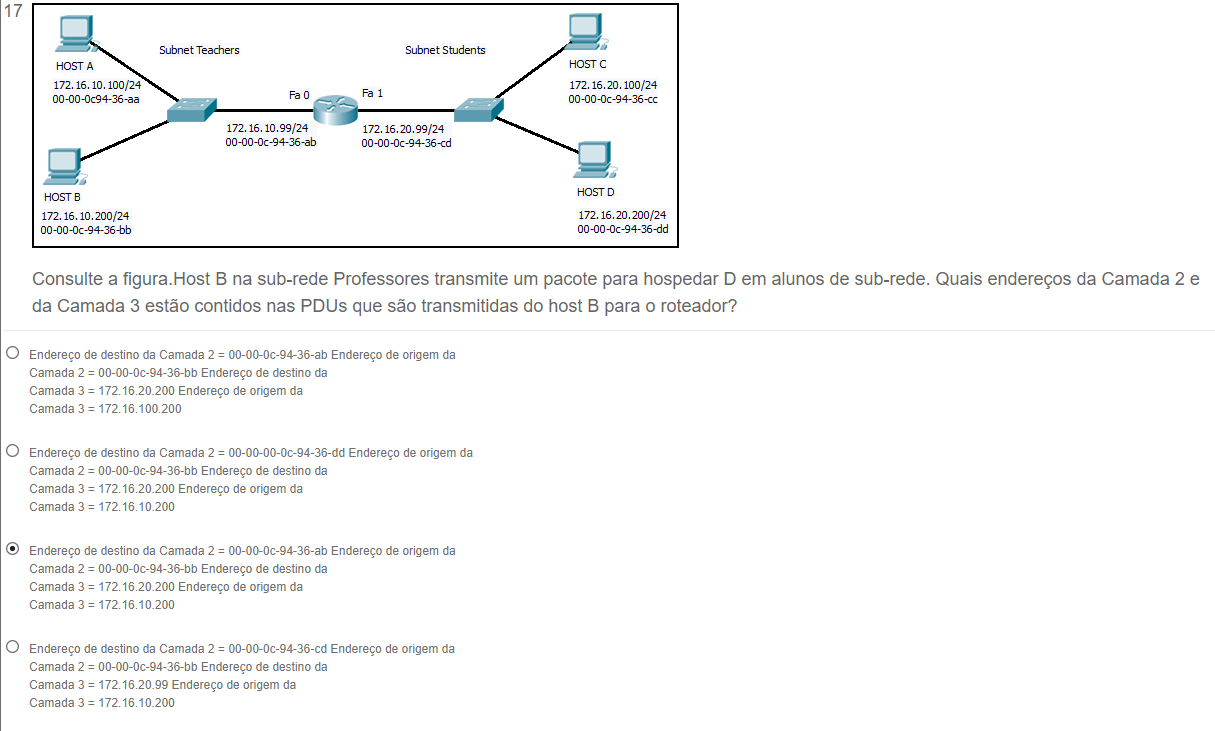 17
Subnet Teachers
Subnet Students
HOST A
172.16.10.100/24
00-00-0c94-36-aa
HOST C
172.16.20.100/24
00-00-0c-94-36-cc
Fa 0
Fa 1
172.16.10.99/24
00-00-0c-94-36-ab
172.16.20.99/24
00-00-0c-94-36-cd
HOST B
172.16.10.200/24
00-00-0c-94-36-bb
HOST D
172.16.20.200/24
00-00-0c-94-36-dd
Consulte a figura.Host B na sub-rede Professores transmite um pacote para hospedar D em alunos de sub-rede. Quais endereços da Camada 2 e
da Camada 3 estão contidos nas PDUs que são transmitidas do host B para o roteador?
Endereço de destino da Camada 2 = 00-00-0c-94-36-ab Endereço de origem da
Camada 2 = 00-00-0c-94-36-bb Endereço de destino da
Camada 3 = 172.16.20.200 Endereço de origem da
Camada 3 = 172.16.100.200
Endereço de destino da Camada 2 = 00-00-00-0c-94-36-dd Endereço de origem da
Camada 2 = 00-00-0c-94-36-bb Endereço de destino da
Camada 3 = 172.16.20.200 Endereço de origem da
Camada 3 = 172.16.10.200
Endereço de destino da Camada 2 = 00-00-0c-94-36-ab Endereço de origem da
Camada 2 = 00-00-0c-94-36-bb Endereço de destino da
Camada 3 = 172.16.20.200 Endereço de origem da
Camada 3 = 172.16.10.200
Endereço de destino da Camada 2 = 00-00-0c-94-36-cd Endereço de origem da
Camada 2 = 00-00-0c-94-36-bb Endereço de destino da
Camada 3 = 172.16.20.99 Endereço de origem da
Camada 3 = 172.16.10.200